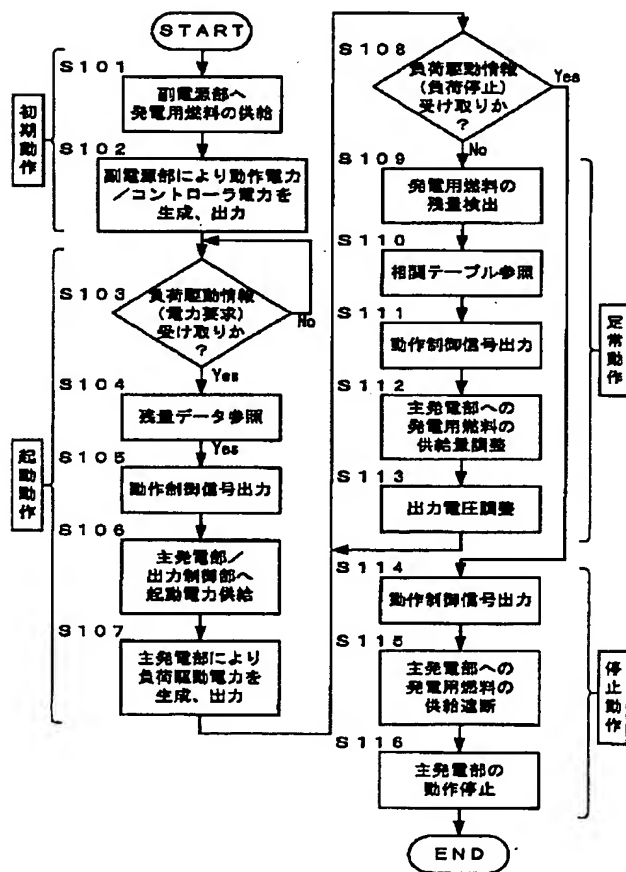 START
S101
副電源部へ
発電用燃料の供給
S102
副電源部により動作電力
/コントローラ電力を
生成、出力
初期動作
S103
負荷駆動情報
(電力要求)
受け取りか
?
No
Yes
S104
残量データ参照
Yes
S105
動作制御信号出力
S106
主発電部/
出力制御部へ
起動電力供給
S107
主発電部により
負荷駆動電力を
生成、出力
起動動作
S108
負荷駆動情報
(負荷停止)
受け取りか
?
Yes
No
S109
発電用燃料の
残量検出
S110
相関テーブル参照
S111
動作制御信号出力
S112
主発電部への
発電用燃料の
供給量調整
S113
出力電圧調整
定常動作
S114
動作制御信号出力
S115
主発電部への
発電用燃料の
供給遮断
S116
主発電部の
動作停止
停止動作
END